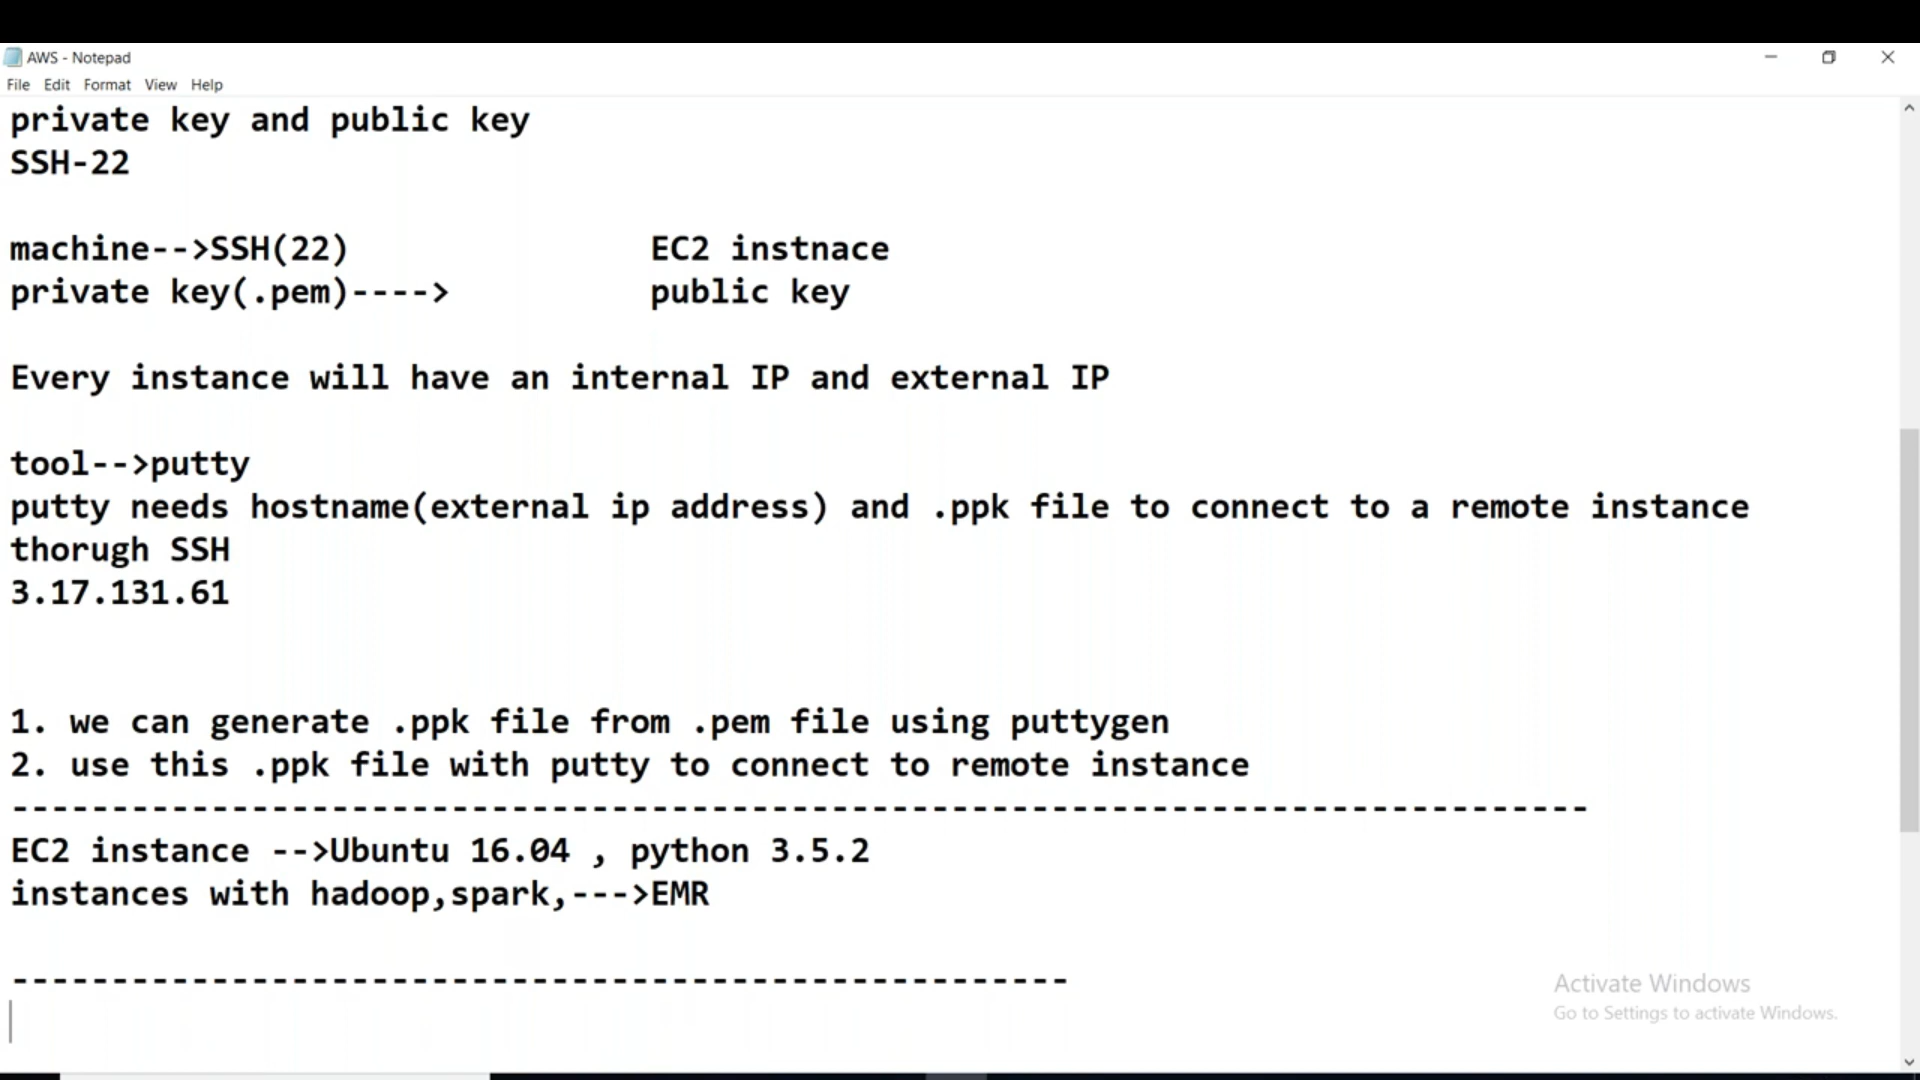 AWS - Notepad
File Edit Format View Help
private key and public key
SSH-22
machine-->SSH(22) EC2 instnace
private key(.pem)----> public key
Every instance will have an internal IP and external IP
tool-->putty
putty needs hostname(external ip address) and .ppk file to connect to a remote instance
thorugh SSH
3.17.131.61
1. we can generate .ppk file from .pem file using puttygen
2. use this .ppk file with putty to connect to remote instance
-------------------------------------------------------------------------------
EC2 instance -->Ubuntu 16.04 , python 3.5.2
instances with hadoop,spark,--->EMR
-----------------------------------------------------
Activate Windows
Go to Settings to activate Windows.